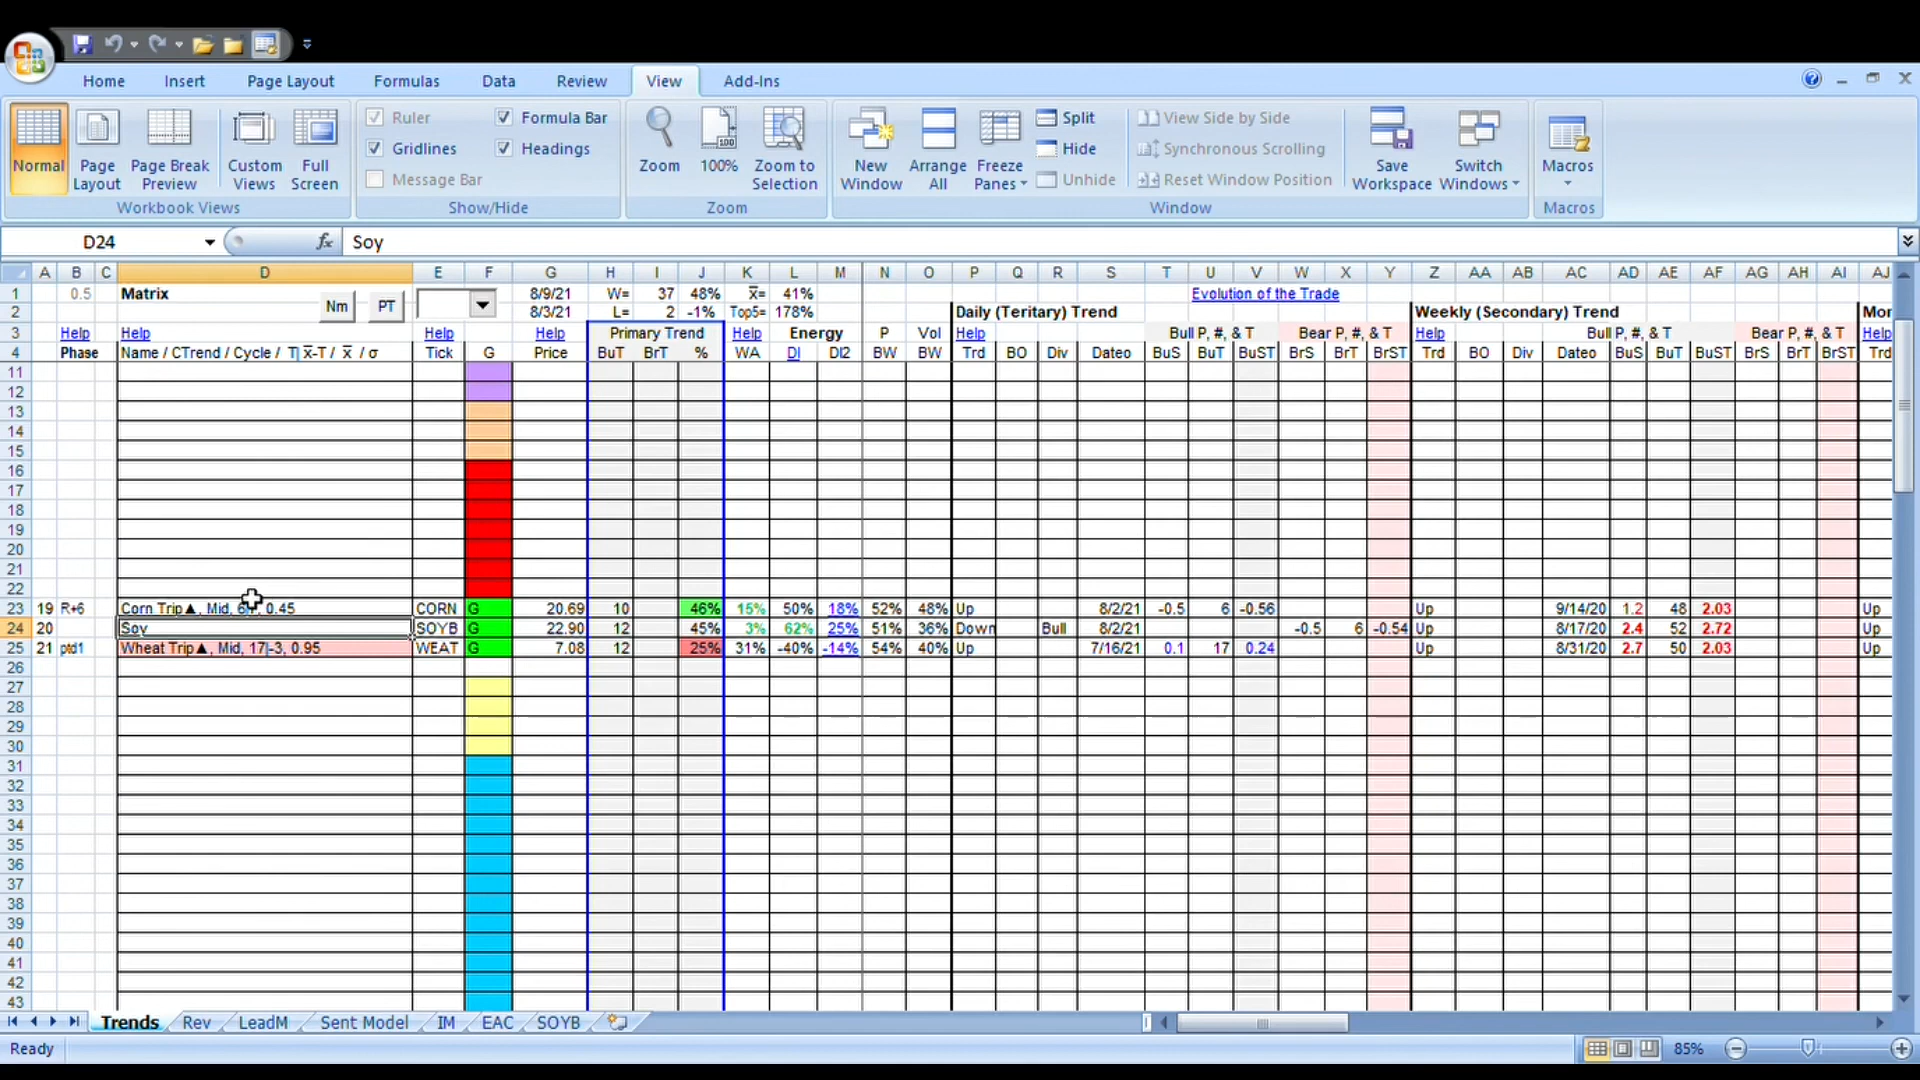 Home Insert Page Layout Formulas Data Review View Add-Ins
Ruler Formula Bar Split View Side by Side
Gridlines Headings Hide Synchronous Scrolling
Message Bar Unhide Reset Window Position
Normal Page Layout Page Break Preview Custom Views Full Screen Zoom 100% Zoom to Selection New Window Arrange All Freeze Panes Save Workspace Switch Windows Macros
Workbook Views Show/Hide Zoom Window Macros
D24 fx Soy
A B C D E F G H I J K L M N O P Q R S T U V W X Y Z AA AB AC AD AE AF AG AH AI AJ
1 0.5 Matrix Nm PT 8/9/21 W= 37 48% x̅= 41% Evolution of the Trade
2 8/3/21 L= 2 -1% Top5= 178% Daily (Teritary) Trend Weekly (Secondary) Trend Mor
3 Help Help Help Help Primary Trend Help Energy P Vol Help Bull P, #, & T Bear P, #, & T Help Bull P, #, & T Bear P, #, & T Help
4 Phase Name / CTrend / Cycle / T| x̅-T / x̅ / σ Tick G Price BuT BrT % WA DI DI2 BW BW Trd BO Div Dateo BuS BuT BuST BrS BrT BrST Trd BO Div Dateo BuS BuT BuST BrS BrT BrST Trd
11
12
13
14
15
16
17
18
19
20
21
22
23 19 R+6 Corn Trip▲, Mid, 6 0.45 CORN G 20.69 10 46% 15% 50% 18% 52% 48% Up 8/2/21 -0.5 6 -0.56 Up 9/14/20 1.2 48 2.03 Up
24 20 Soy SOYB G 22.90 12 45% 3% 62% 25% 51% 36% Down Bull 8/2/21 -0.5 6 -0.54 Up 8/17/20 2.4 52 2.72 Up
25 21 ptd1 Wheat Trip▲, Mid, 17|-3, 0.95 WEAT G 7.08 12 25% 31% -40% -14% 54% 40% Up 7/16/21 0.1 17 0.24 Up 8/31/20 2.7 50 2.03 Up
26
27
28
29
30
31
32
33
34
35
36
37
38
39
40
41
42
43
Trends Rev LeadM Sent Model IM EAC SOYB
Ready 85%